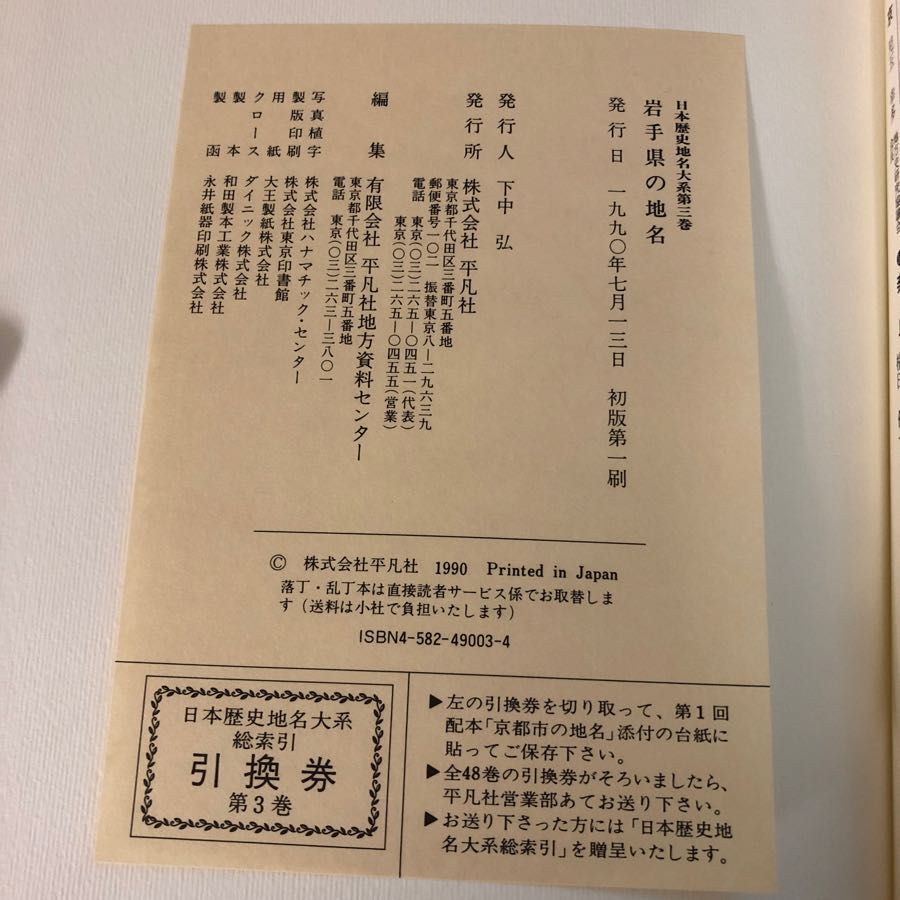 日本歴史地名大系第三巻
岩手県の地名
発行日 一九九〇年七月一三日 初版第一刷
発行人 下中 弘
発行所 株式会社 平凡社
東京都千代田区三番町五番地
郵便番号一〇二 振替東京八―二九六三九
電話 東京(〇三)二六五―〇四五一(代表)
東京(〇三)二六五―〇四五五(営業)
編集 有限会社 平凡社地方資料センター
東京都千代田区三番町五番地
電話 東京(〇三)二六三―三八〇一
写真植字 株式会社ハナマチック・センター
製版印刷 株式会社東京印書館
用紙 大王製紙株式会社
クロース ダイニック株式会社
製本 和田製本工業株式会社
製函 永井紙器印刷株式会社
© 株式会社平凡社 1990 Printed in Japan
落丁・乱丁本は直接読者サービス係でお取替しま
す(送料は小社で負担いたします)
ISBN4-582-49003-4
日本歴史地名大系
総索引
引換券
第3巻
▶左の引換券を切り取って、第1回
配本「京都市の地名」添付の台紙に
貼ってご保存下さい。
▶全48巻の引換券がそろいましたら、
平凡社営業部あてお送り下さい。
▶お送り下さった方には「日本歴史地
名大系総索引」を贈呈いたします。